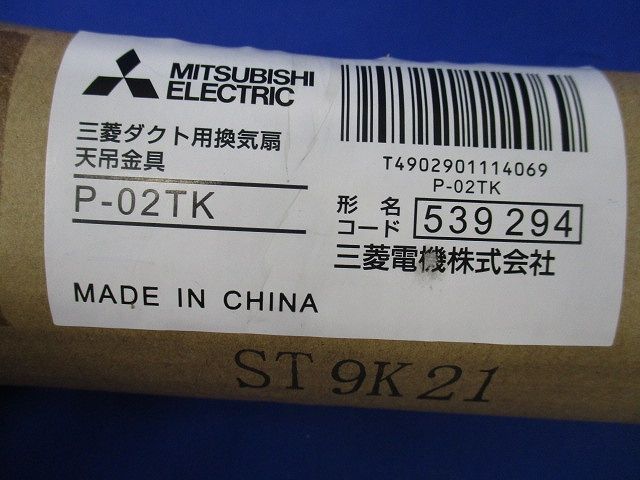 MITSUBISHI
ELECTRIC
三菱ダクト用換気扇
天吊金具
P-02TK
T4902901114069
P-02TK
形名
コード
539 294
三菱電機株式会社
MADE IN CHINA
ST 9K 21